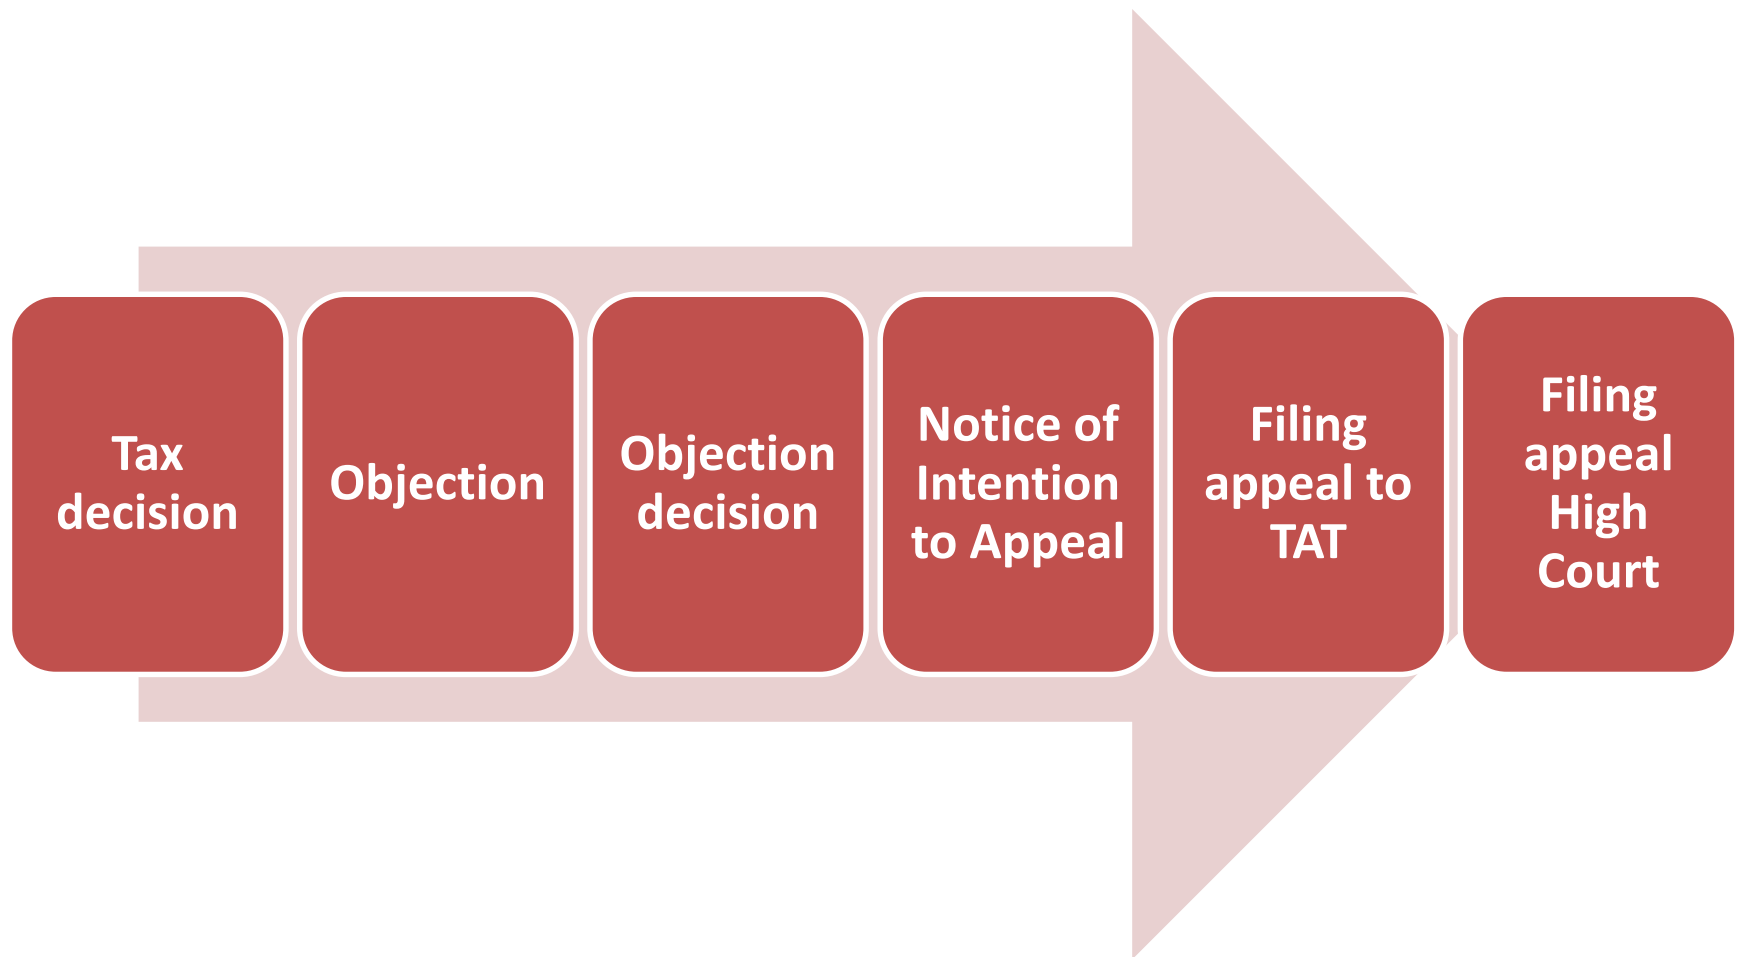 Tax
decision
Objection
Objection
decision
Notice of
Intention
to Appeal
Filing
appeal to
TAT
Filing
appeal
High
Court